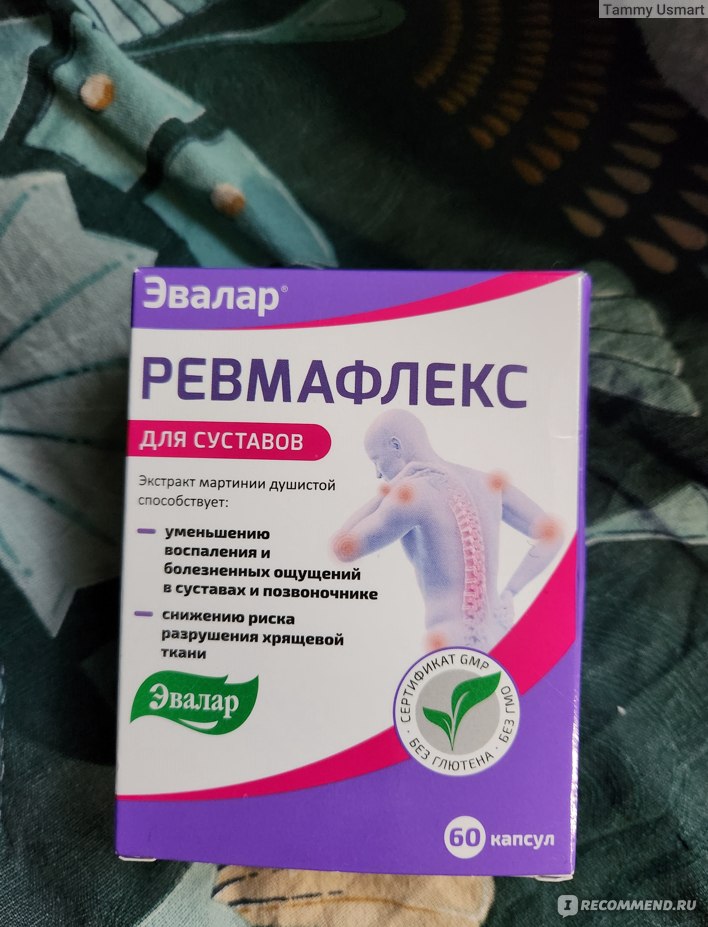 Tammy Usmart
Эвалар®
РЕВМАФЛЕКС
ДЛЯ СУСТАВОВ
Экстракт мартинии душистой
способствует:
уменьшению
воспаления и
болезненных ощущений
в суставах и позвоночнике
снижению риска
разрушения хрящевой
ткани
Эвалар
СЕРТИФИКАТ GMP
· БЕЗ ГЛЮТЕНА · БЕЗ ГМО
60 капсул
IRECOMMEND.RU